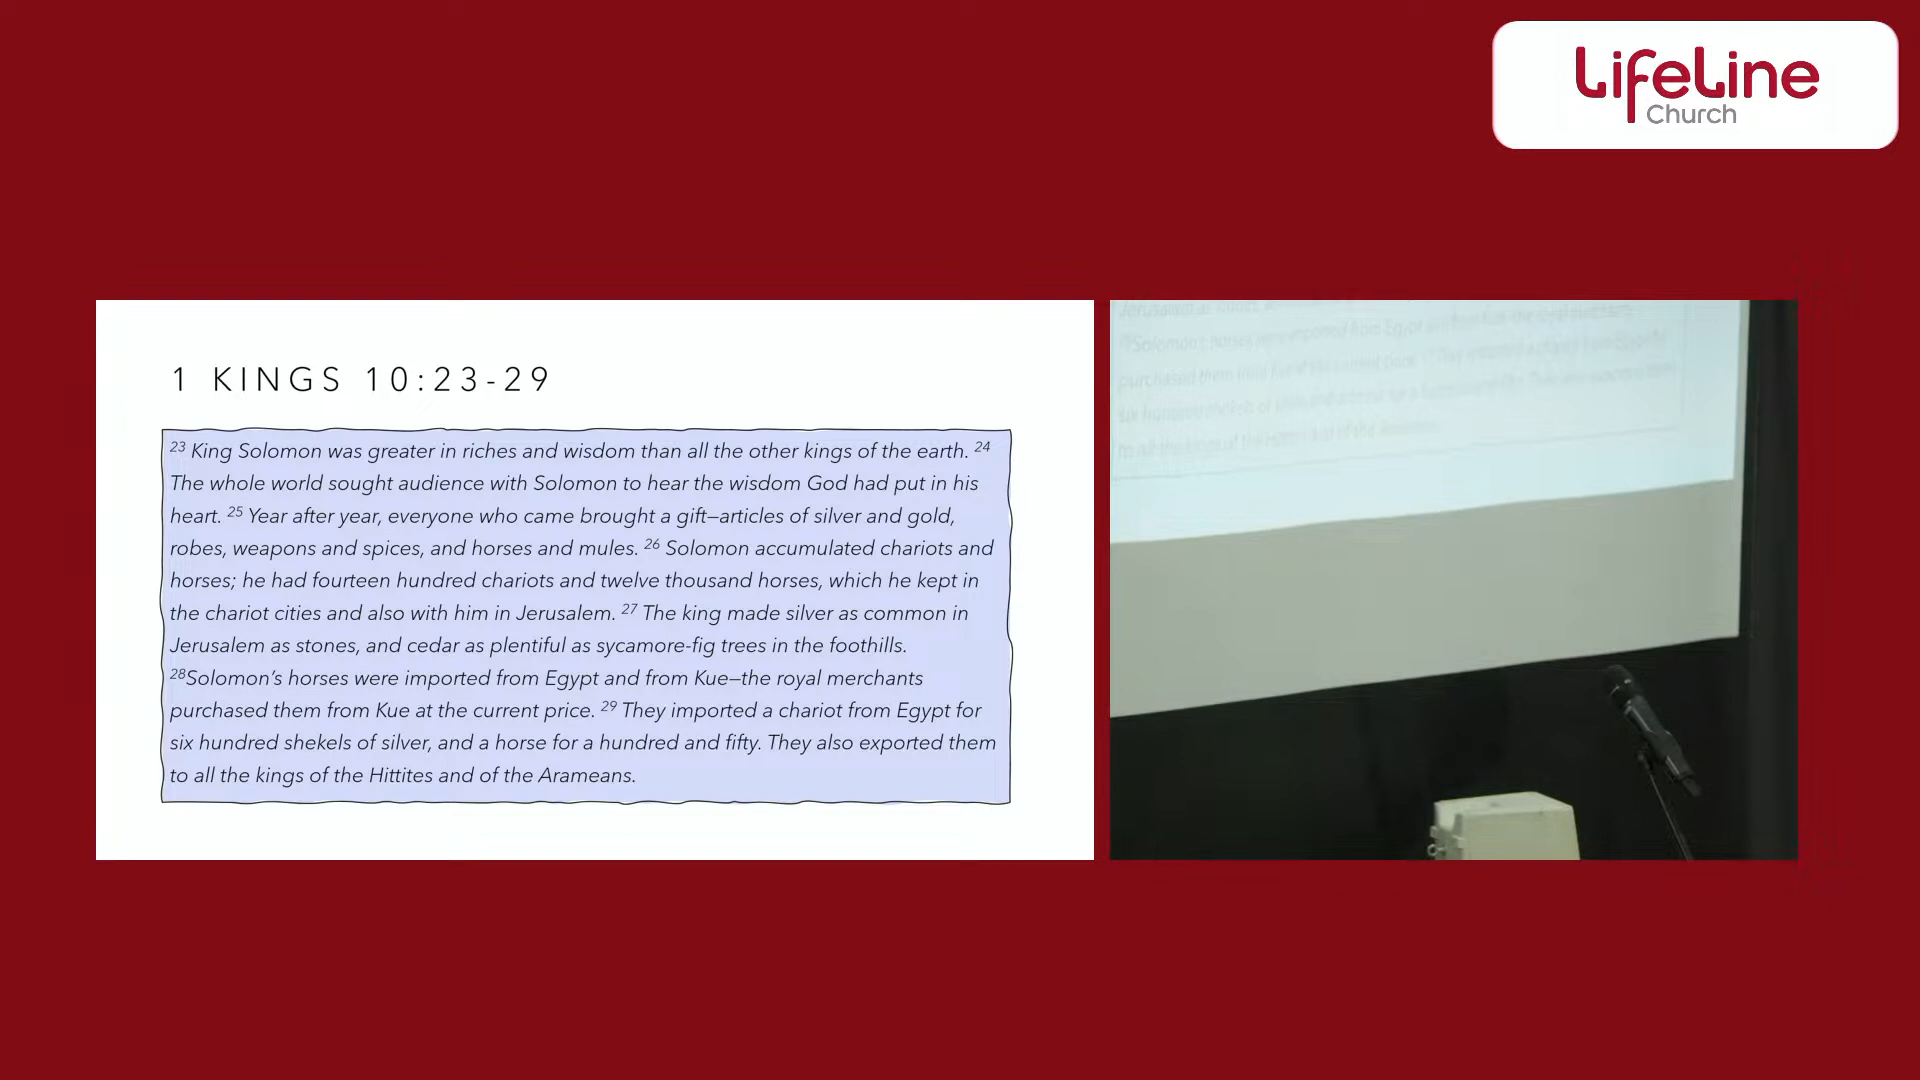 LifeLine
Church
1 KINGS 10:23-29
23 King Solomon was greater in riches and wisdom than all the other kings of the earth. 24
The whole world sought audience with Solomon to hear the wisdom God had put in his
heart. 25 Year after year, everyone who came brought a gift—articles of silver and gold,
robes, weapons and spices, and horses and mules. 26 Solomon accumulated chariots and
horses; he had fourteen hundred chariots and twelve thousand horses, which he kept in
the chariot cities and also with him in Jerusalem. 27 The king made silver as common in
Jerusalem as stones, and cedar as plentiful as sycamore-fig trees in the foothills.
28Solomon’s horses were imported from Egypt and from Kue—the royal merchants
purchased them from Kue at the current price. 29 They imported a chariot from Egypt for
six hundred shekels of silver, and a horse for a hundred and fifty. They also exported them
to all the kings of the Hittites and of the Arameans.